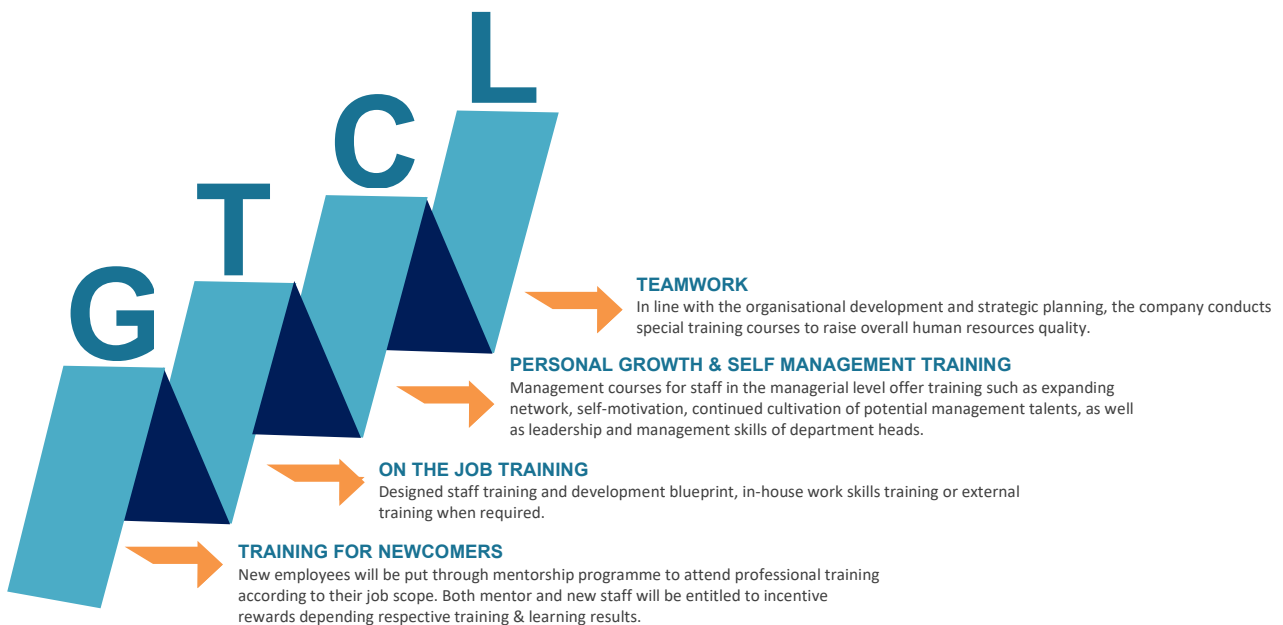 L
C
T
G
TEAMWORK
In line with the organisational development and strategic planning, the company conducts
special training courses to raise overall human resources quality.
PERSONAL GROWTH & SELF MANAGEMENT TRAINING
Management courses for staff in the managerial level offer training such as expanding
network, self-motivation, continued cultivation of potential management talents, as well
as leadership and management skills of department heads.
ON THE JOB TRAINING
Designed staff training and development blueprint, in-house work skills training or external
training when required.
TRAINING FOR NEWCOMERS
New employees will be put through mentorship programme to attend professional training
according to their job scope. Both mentor and new staff will be entitled to incentive
rewards depending respective training & learning results.